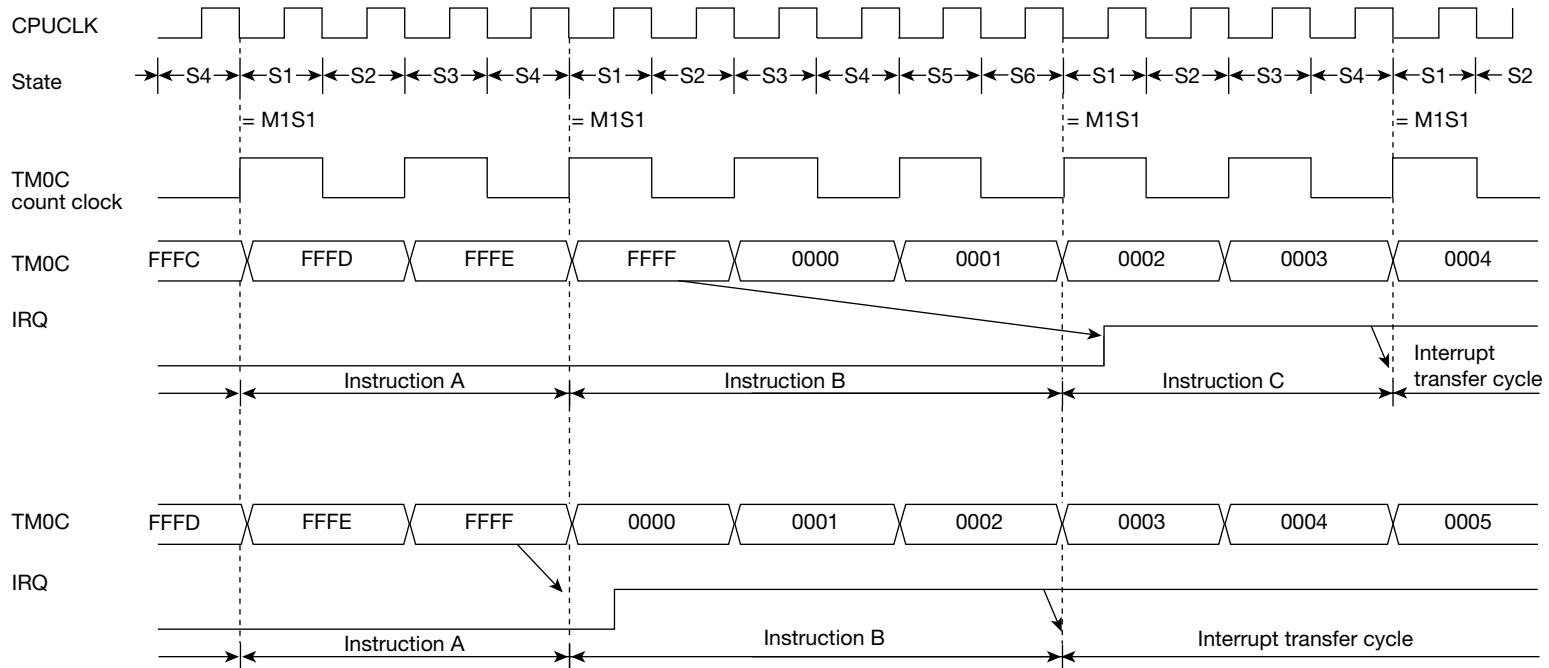 CPUCLK
State
S4 S1 S2 S3 S4 S1 S2 S3 S4 S5 S6 S1 S2 S3 S4 S1 S2
= M1S1 = M1S1 = M1S1 = M1S1
TM0C
count clock
TM0C FFFC FFFD FFFE FFFF 0000 0001 0002 0003 0004
IRQ
Instruction A Instruction B Instruction C Interrupt
transfer cycle
TM0C FFFD FFFE FFFF 0000 0001 0002 0003 0004 0005
IRQ
Instruction A Instruction B Interrupt transfer cycle